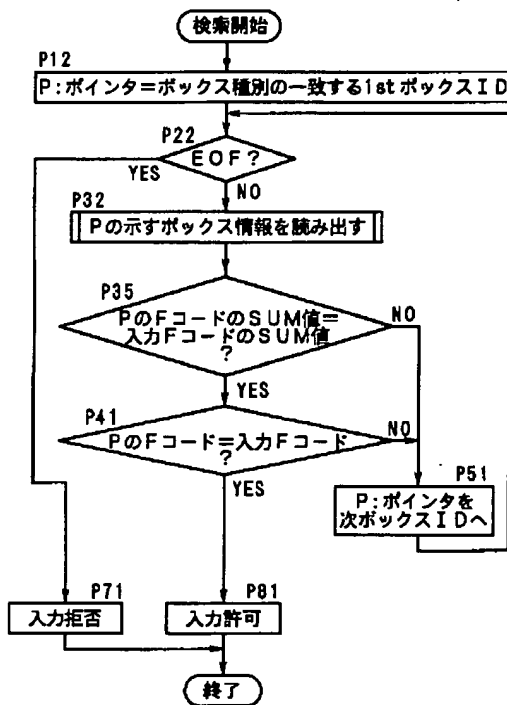 検索開始
P12
P:ポインタ=ボックス種別の一致する1stボックスID
P22
EOF?
YES
NO
P32
Pの示すボックス情報を読み出す
P35
PのFコードのSUM値=
入力FコードのSUM値
?
NO
YES
P41
PのFコード=入力Fコード
?
NO
YES
P51
P:ポインタを
次ボックスIDへ
P71
入力拒否
P81
入力許可
終了